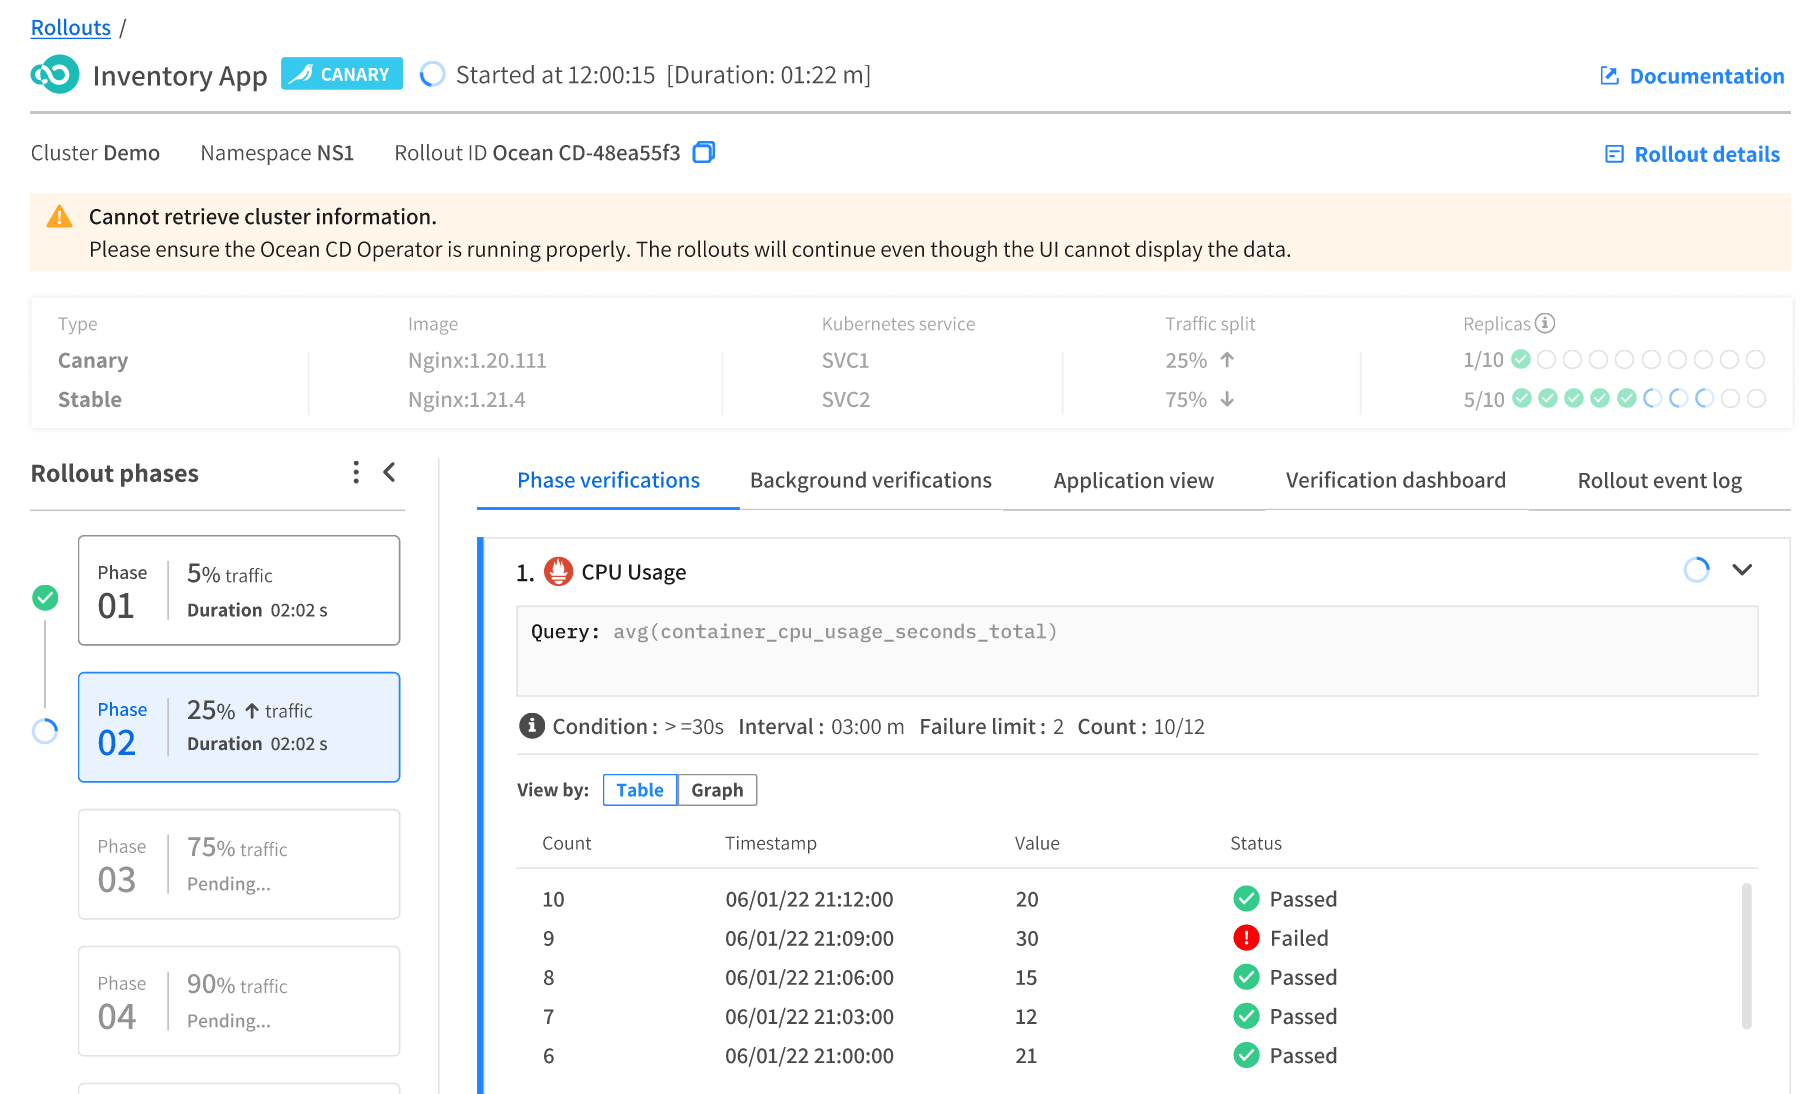 Rollouts /
Inventory App CANARY Started at 12:00:15 [Duration: 01:22 m]
Documentation
Cluster Demo Namespace NS1 Rollout ID Ocean CD-48ea55f3
Rollout details
Cannot retrieve cluster information.
Please ensure the Ocean CD Operator is running properly. The rollouts will continue even though the UI cannot display the data.
Type Image Kubernetes service Traffic split Replicas
Canary Nginx:1.20.111 SVC1 25% ↑ 1/10
Stable Nginx:1.21.4 SVC2 75% ↓ 5/10
Rollout phases
Phase 01
5% traffic
Duration 02:02 s
Phase 02
25% ↑ traffic
Duration 02:02 s
Phase 03
75% traffic
Pending...
Phase 04
90% traffic
Pending...
Phase verifications Background verifications Application view Verification dashboard Rollout event log
1. CPU Usage
Query: avg(container_cpu_usage_seconds_total)
Condition : > =30s Interval : 03:00 m Failure limit : 2 Count : 10/12
View by: Table Graph
Count Timestamp Value Status
10 06/01/22 21:12:00 20 Passed
9 06/01/22 21:09:00 30 Failed
8 06/01/22 21:06:00 15 Passed
7 06/01/22 21:03:00 12 Passed
6 06/01/22 21:00:00 21 Passed